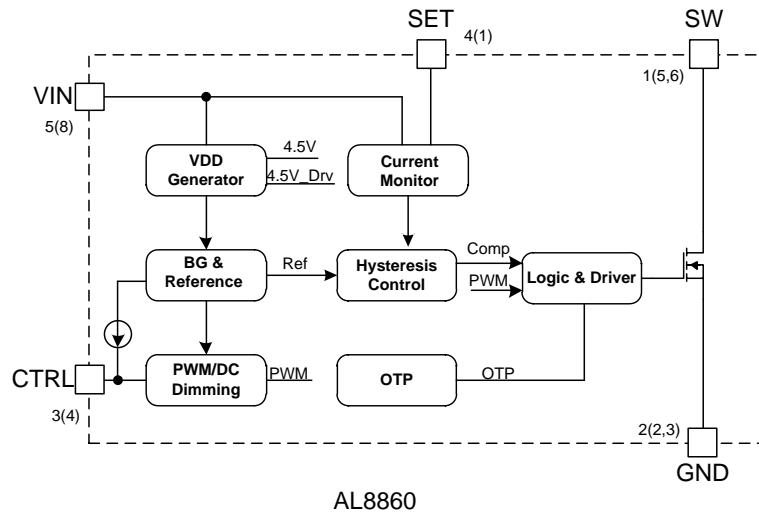 SET
4(1)
SW
1(5,6)
VIN
5(8)
VDD
Generator
4.5V
4.5V_Drv
Current
Monitor
BG &
Reference
Ref
Hysteresis
Control
Comp
PWM
Logic & Driver
CTRL
3(4)
PWM/DC
Dimming
PWM
OTP
OTP
2(2,3)
GND
AL8860